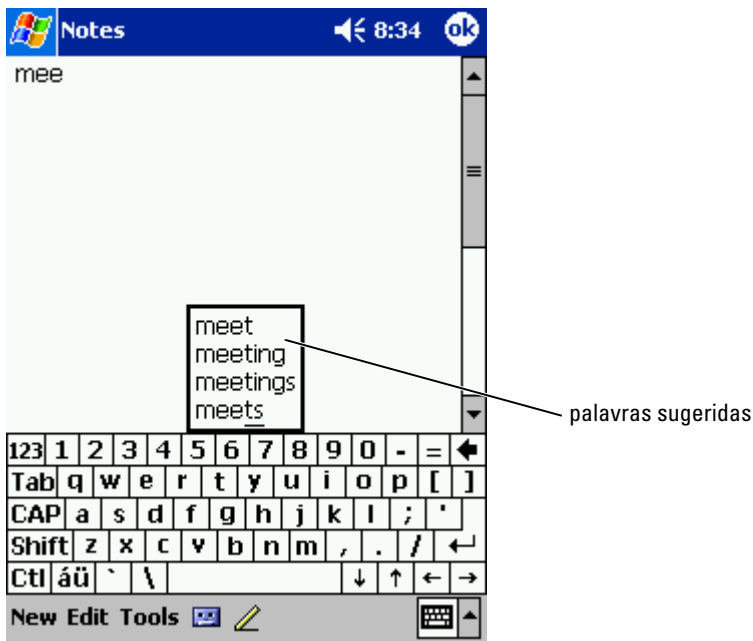 Notes 8:34 ok
mee
meet
meeting
meetings
meets
palavras sugeridas
123 1 2 3 4 5 6 7 8 9 0 - =
Tab q w e r t y u i o p [ ]
CAP a s d f g h j k l ; '
Shift z x c v b n m , . /
Ctl áü ` \ ↓ ↑ ← →
New Edit Tools